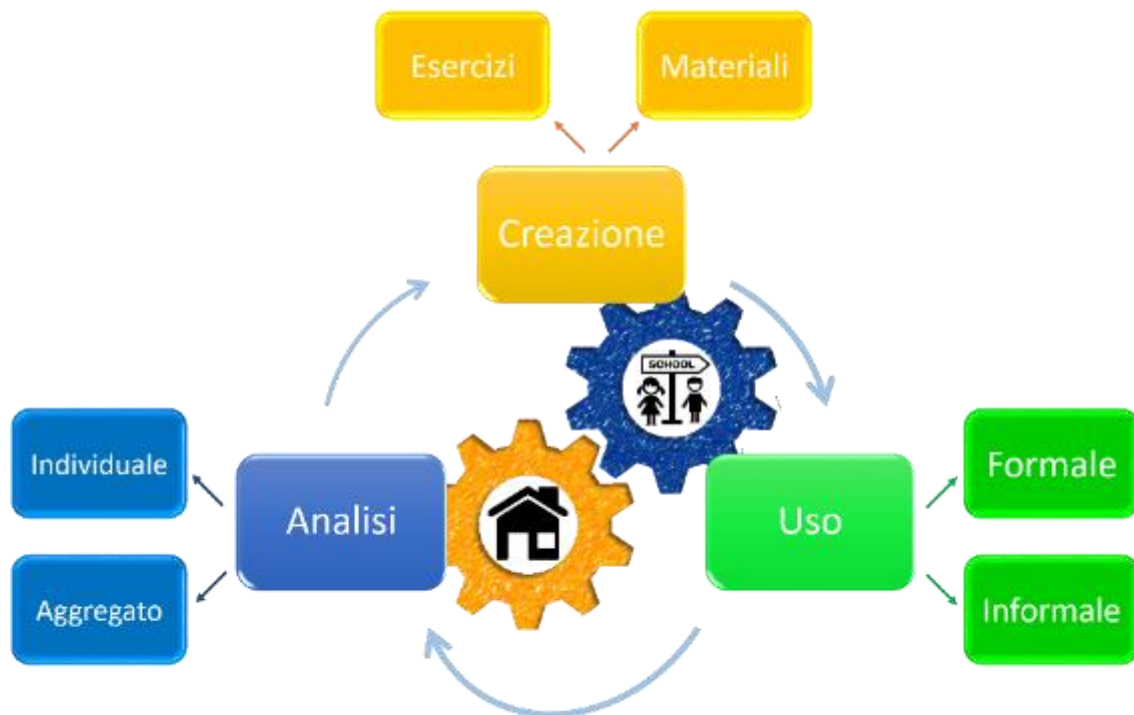 Esercizi
Materiali
Creazione
SCHOOL
Individuale
Analisi
Uso
Formale
Aggregato
Informale